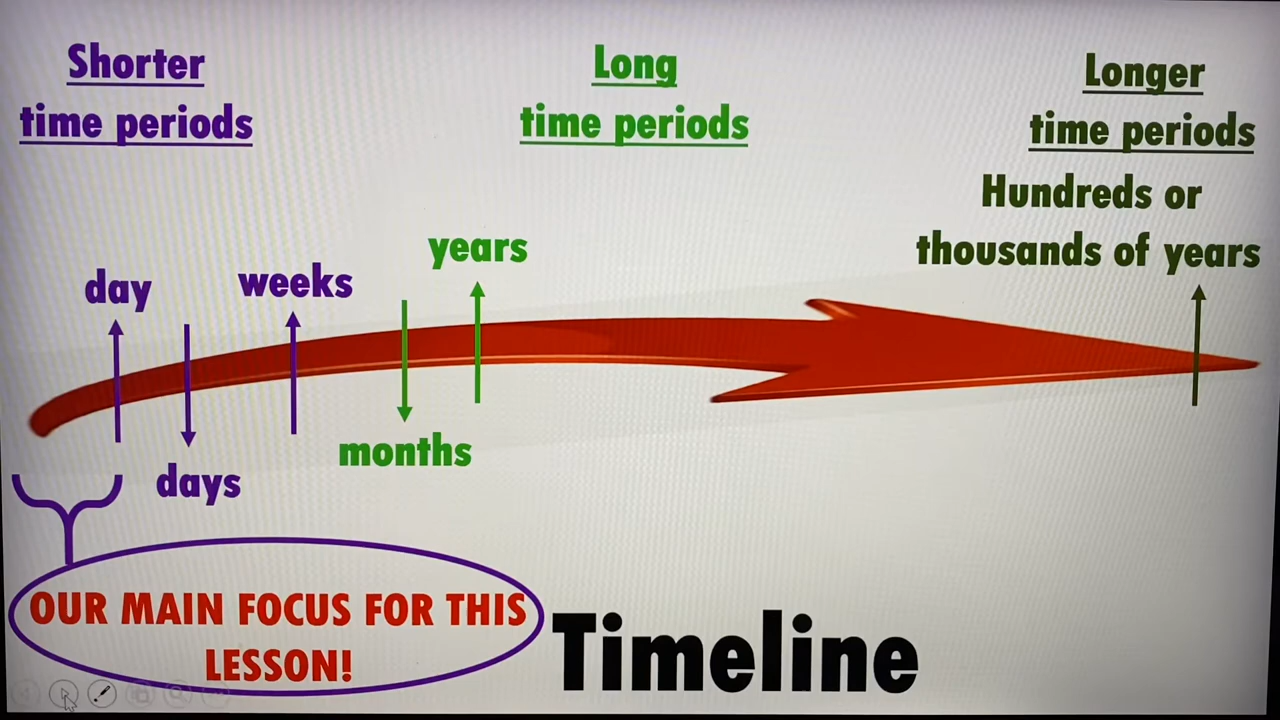 Shorter
time periods
Long
time periods
Longer
time periods
Hundreds or
thousands of years
day
weeks
years
days
months
OUR MAIN FOCUS FOR THIS
LESSON!
Timeline